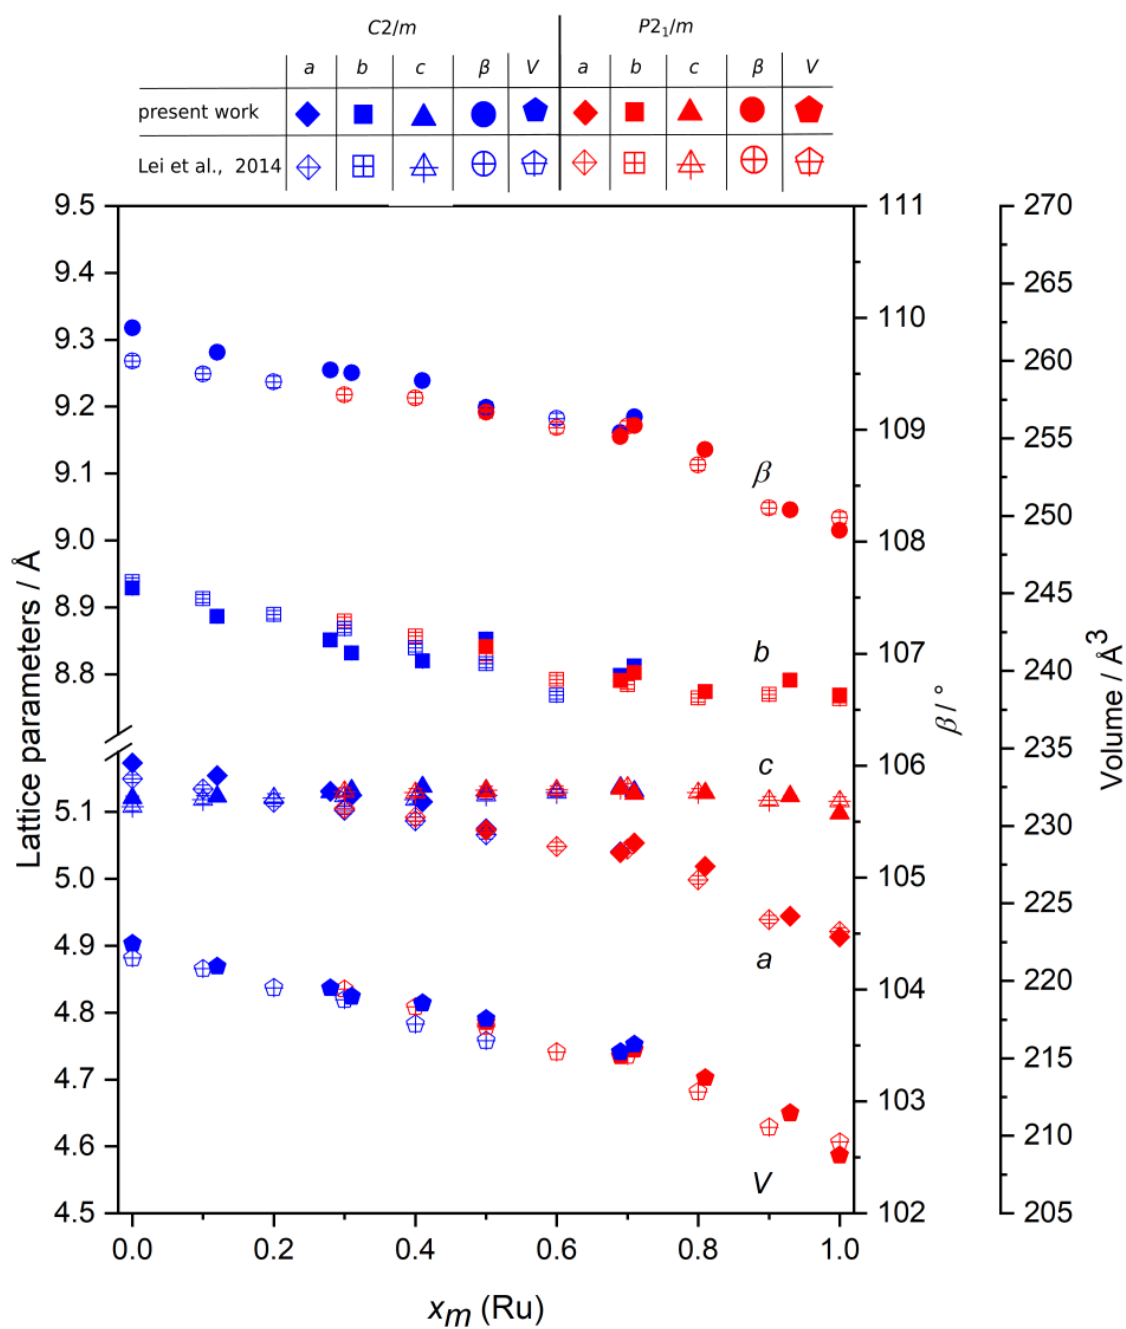 C2/m P2₁/m
a b c β V a b c β V
present work
Lei et al., 2014
9.5 111 270
9.4 265
9.3 110 260
9.2 255
9.1 109
β
9.0 108 250
8.9 245
8.8 107 240
b
235
106
c
5.1 230
5.0 105 225
4.9
a
220
4.8 104
215
4.7
103
4.6 210
V
4.5 102 205
0.0 0.2 0.4 0.6 0.8 1.0
xm (Ru)
Lattice parameters / Å
β / °
Volume / Å³